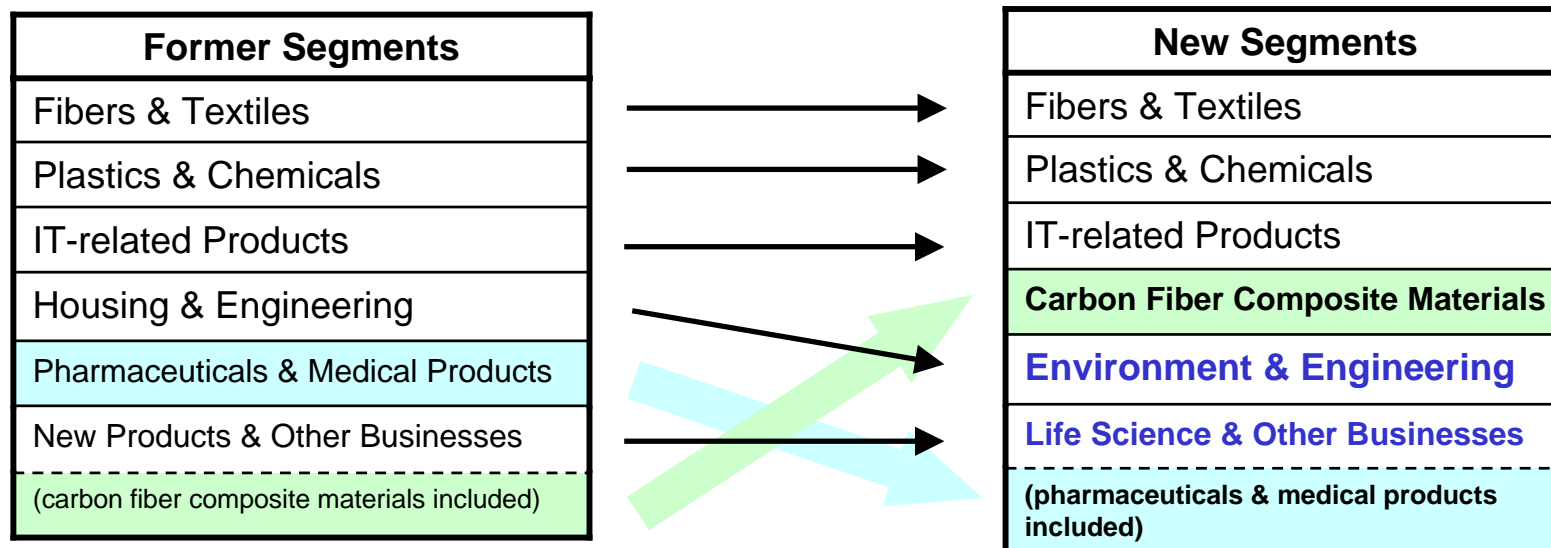 Former Segments
Fibers & Textiles
Plastics & Chemicals
IT-related Products
Housing & Engineering
Pharmaceuticals & Medical Products
New Products & Other Businesses
(carbon fiber composite materials included)
New Segments
Fibers & Textiles
Plastics & Chemicals
IT-related Products
Carbon Fiber Composite Materials
Environment & Engineering
Life Science & Other Businesses
(pharmaceuticals & medical products
included)